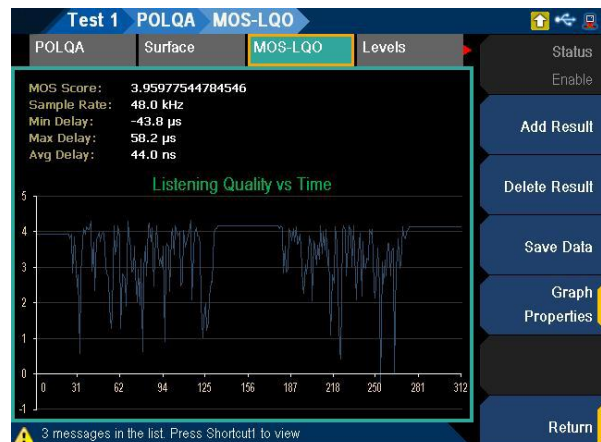 Test 1 POLQA MOS-LQO
POLQA Surface MOS-LQO Levels
Status
Enable
MOS Score: 3.95977544784546
Sample Rate: 48.0 kHz
Min Delay: -43.8 µs
Max Delay: 58.2 µs
Avg Delay: 44.0 ns
Add Result
Delete Result
Save Data
Graph
Properties
Return
Listening Quality vs Time
5
4
3
2
1
0
-1
0 31 62 94 125 156 187 218 250 281 312
3 messages in the list. Press Shortcut1 to view